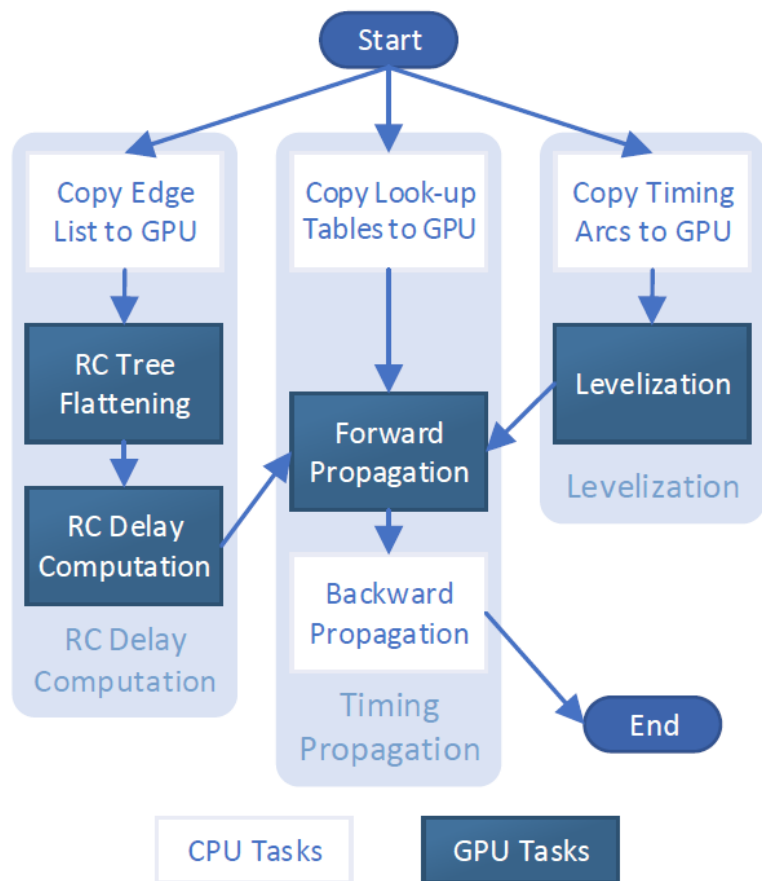 Start
Copy Edge
List to GPU
RC Tree
Flattening
RC Delay
Computation
RC Delay
Computation
Copy Look-up
Tables to GPU
Forward
Propagation
Backward
Propagation
Timing
Propagation
Copy Timing
Arcs to GPU
Levelization
Levelization
End
CPU Tasks
GPU Tasks